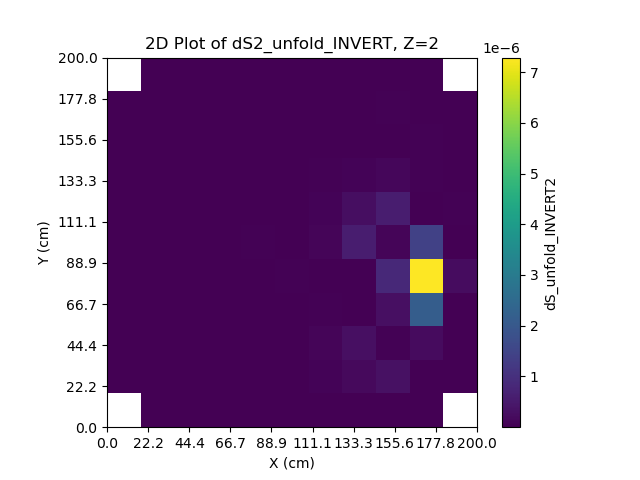 2D Plot of dS2_unfold_INVERT, Z=2
1e−6
200.0
177.8
155.6
133.3
111.1
88.9
66.7
44.4
22.2
0.0
Y (cm)
0.0 22.2 44.4 66.7 88.9 111.1 133.3 155.6 177.8 200.0
X (cm)
7
6
5
4
3
2
1
dS_unfold_INVERT2